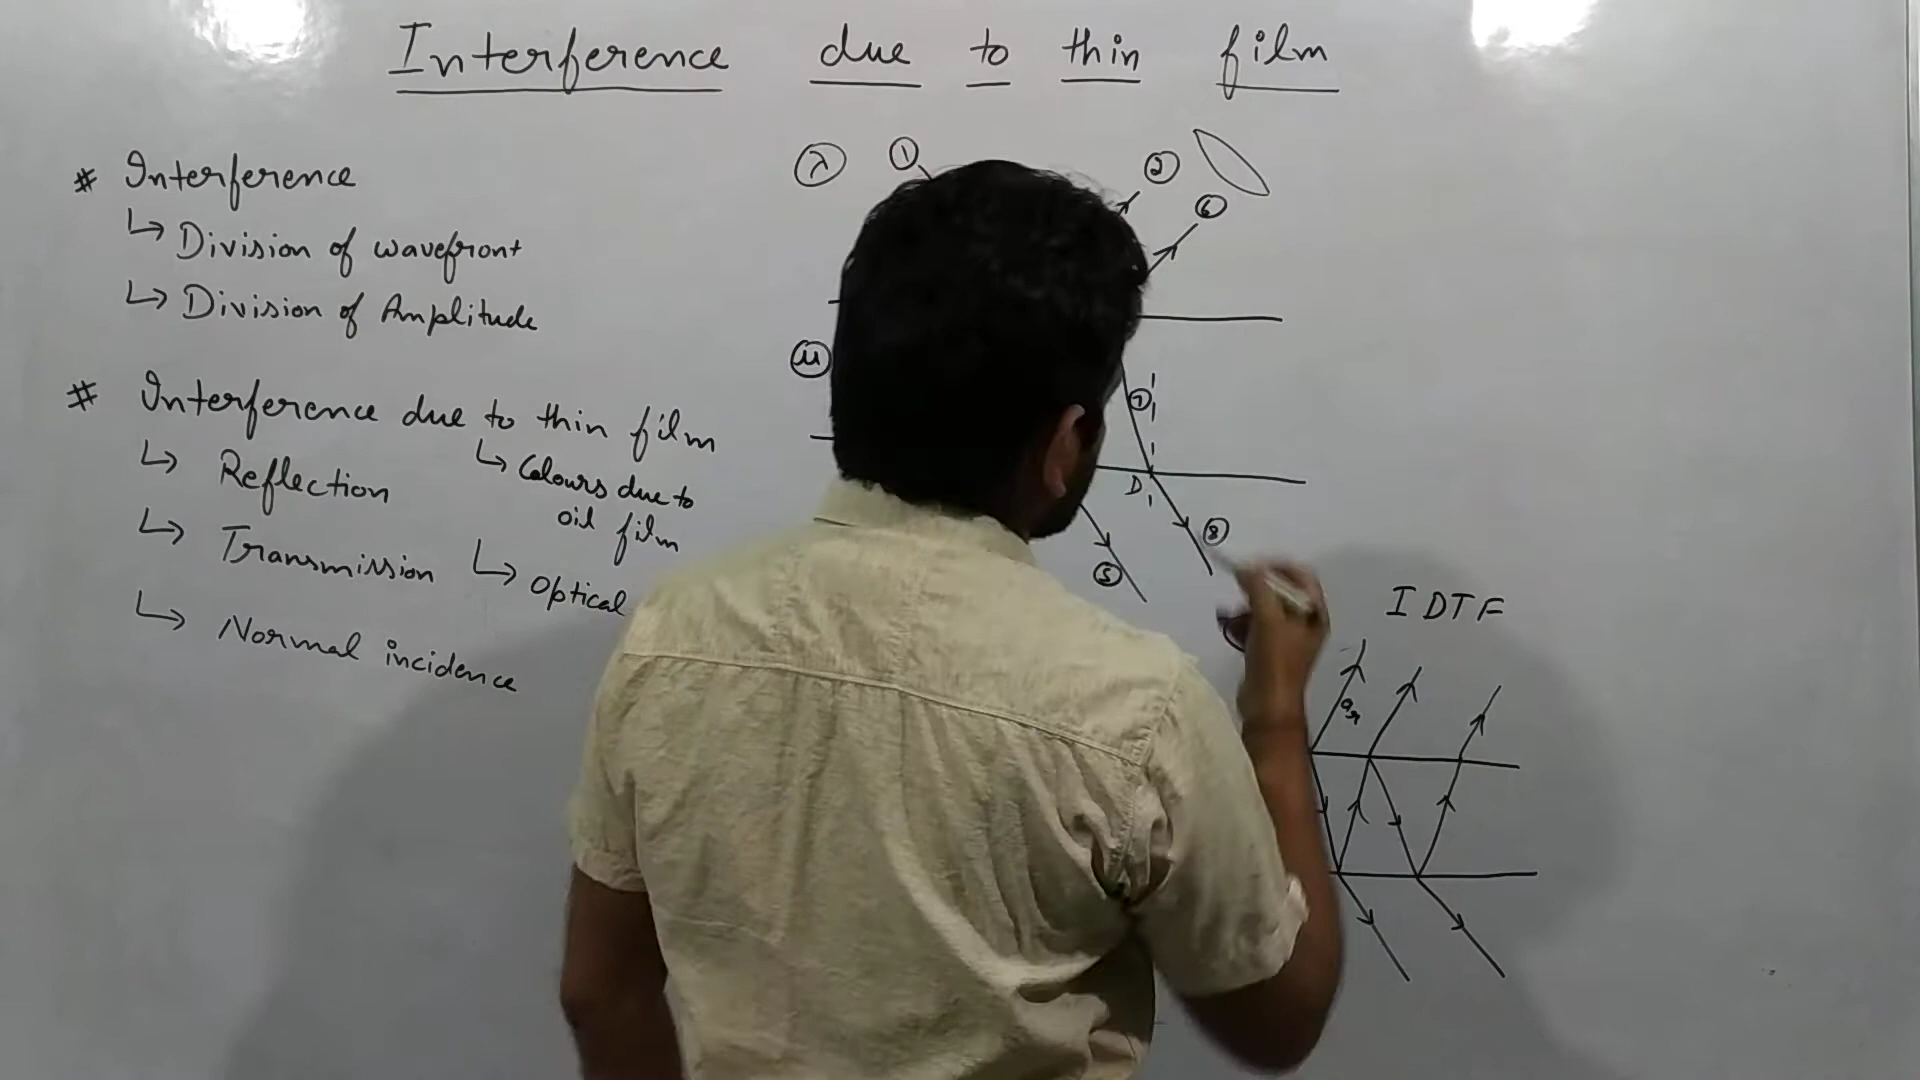 Interference due to thin film
# Interference
↳ Division of wavefront
↳ Division of Amplitude
# Interference due to thin film
↳ Reflection
↳ Colours due to
oil film
↳ Transmission
↳ Optical
↳ Normal incidence
λ
①
②
⑥
μ
⑦
D
⑧
⑤
IDTF
ar